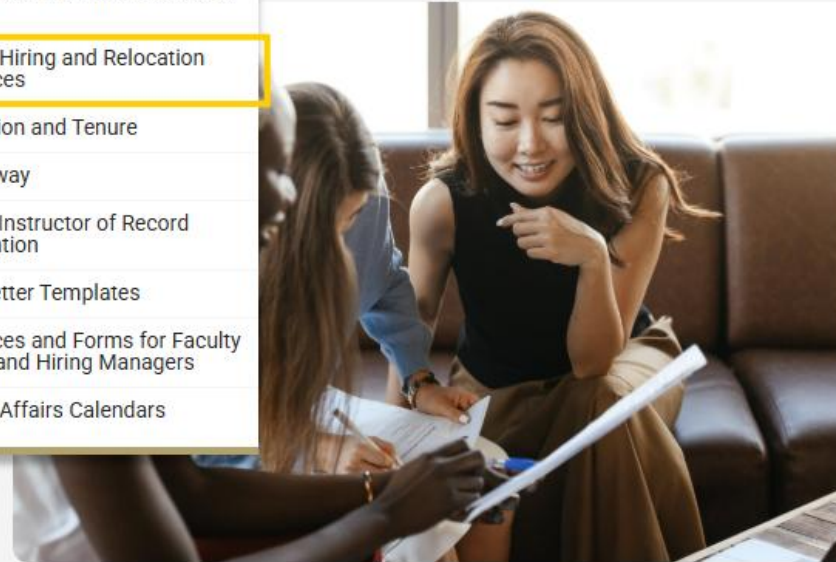 Hiring and Relocation
ces
ion and Tenure
way
Instructor of Record
ation
tter Templates
ces and Forms for Faculty
and Hiring Managers
Affairs Calendars